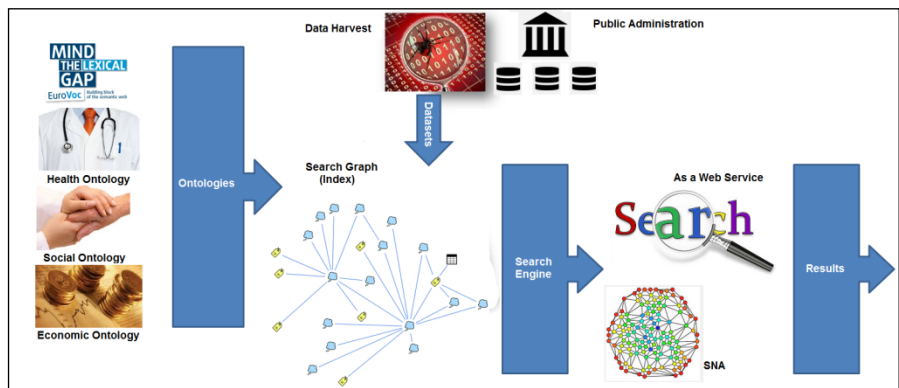 Data Harvest
Public Administration
MIND
THE LEXICAL
GAP
EuroVoc
Building block
of the semantic web
Datasets
Health Ontology
Ontologies
Search Graph
(Index)
As a Web Service
Search
Social Ontology
Search
Engine
Results
Economic Ontology
SNA